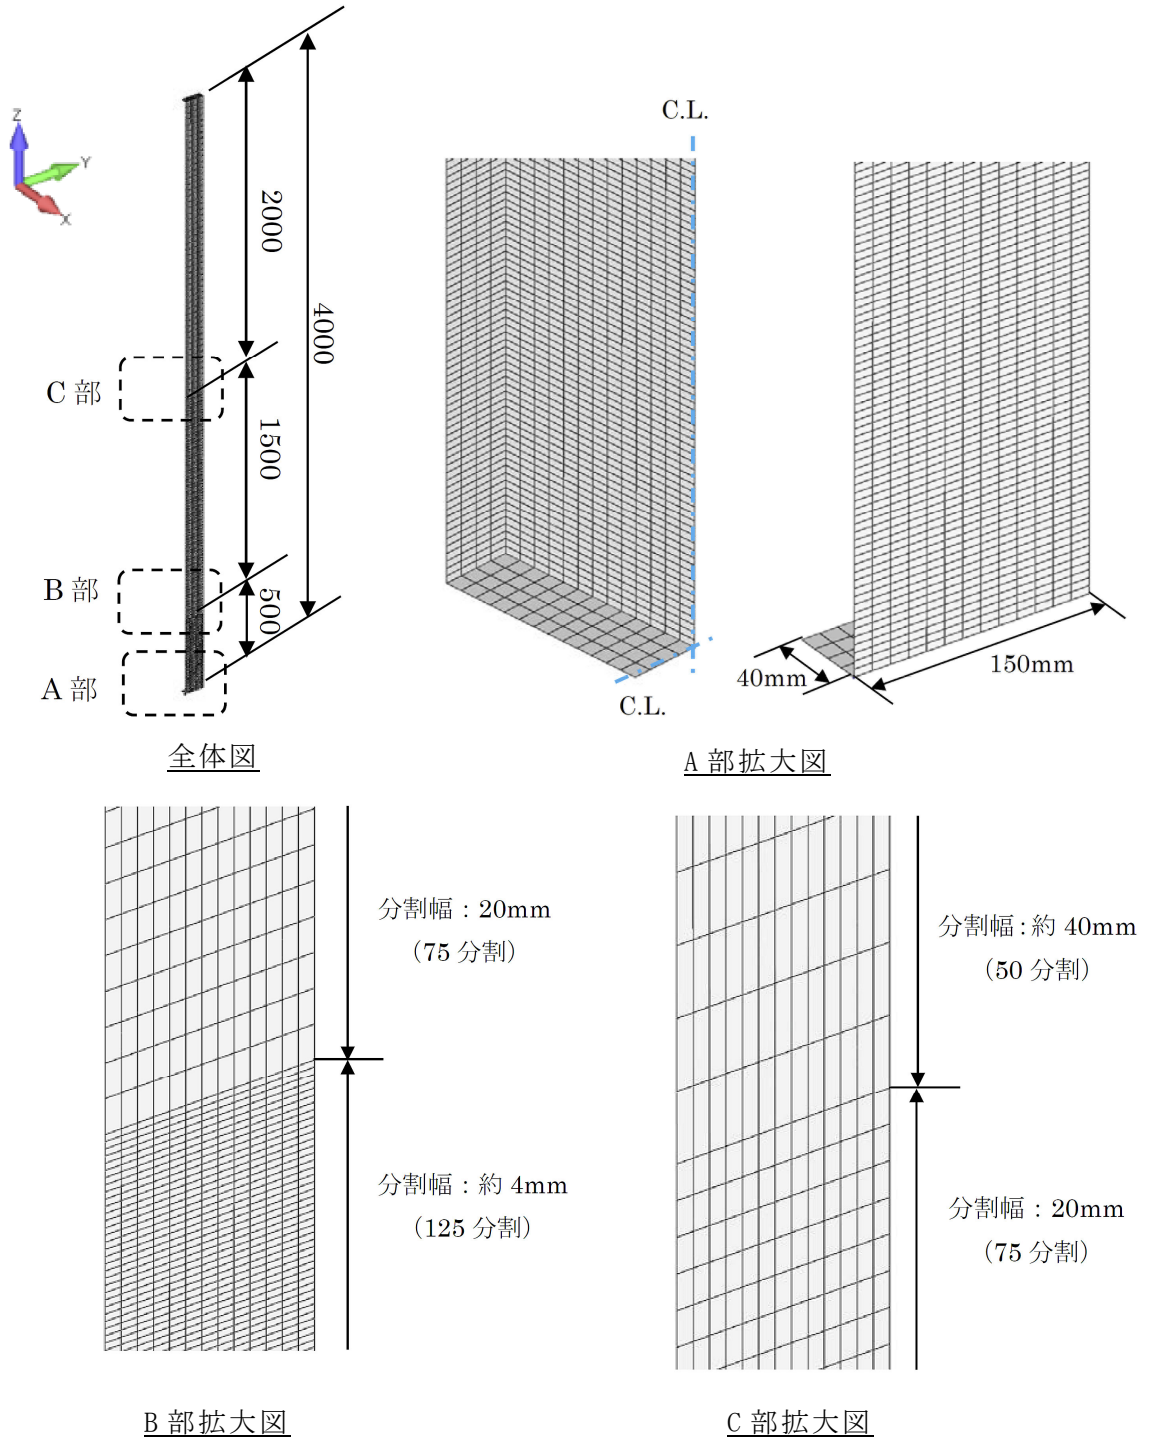 Z
Y
X
2000
4000
C 部
1500
B 部
500
A 部
全体図
C.L.
C.L.
40mm
150mm
A 部拡大図
分割幅：20mm
（75 分割）
分割幅：約 4mm
（125 分割）
B 部拡大図
分割幅：約 40mm
（50 分割）
分割幅：20mm
（75 分割）
C 部拡大図